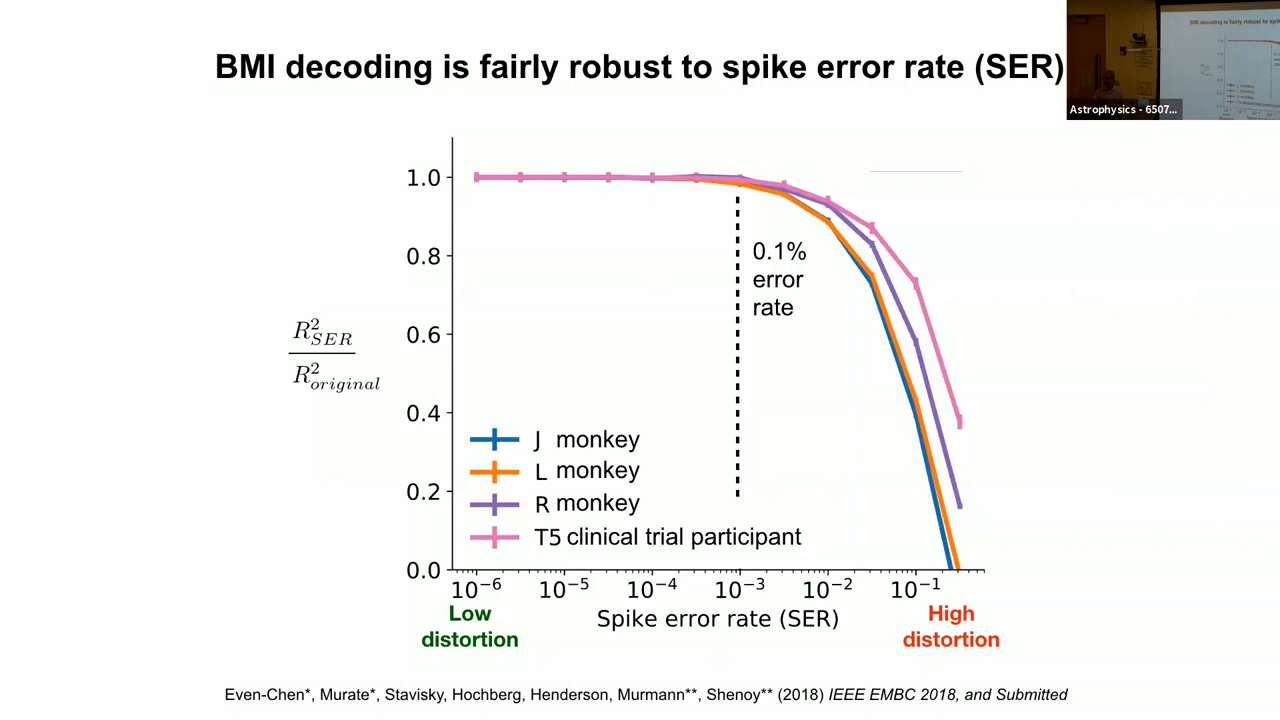 BMI decoding is fairly robust to spike error rate (SER)
Astrophysics - 6507...
1.0
0.8
0.6
0.4
0.2
0.0
R²_SER
R²_original
0.1%
error
rate
J monkey
L monkey
R monkey
T5 clinical trial participant
10⁻⁶ 10⁻⁵ 10⁻⁴ 10⁻³ 10⁻² 10⁻¹
Spike error rate (SER)
Low
distortion
High
distortion
Even-Chen*, Murate*, Stavisky, Hochberg, Henderson, Murmann**, Shenoy** (2018) IEEE EMBC 2018, and Submitted